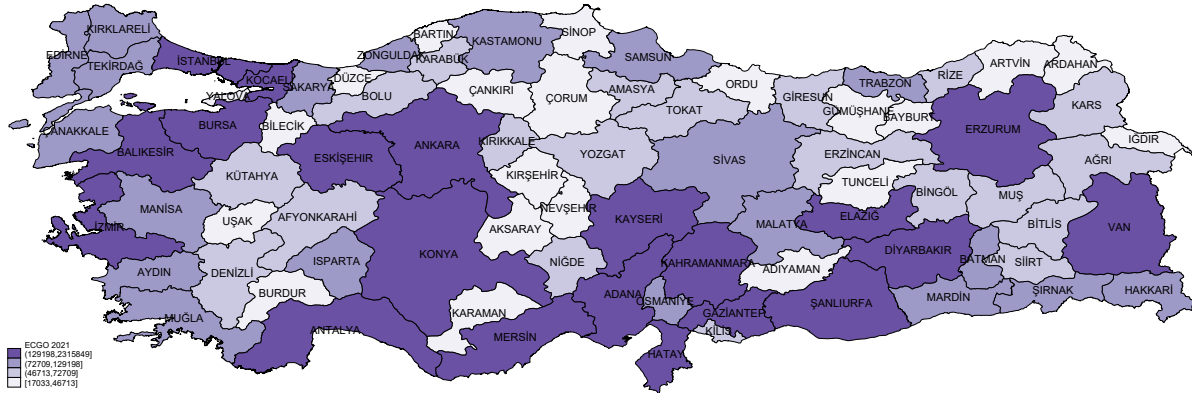 KIRKLARELİ
EDİRNE
TEKİRDAĞ
İSTANBUL
KOCAELİ
YALOVA
SAKARYA
DÜZCE
ZONGULDAK
BARTIN
KARABÜK
KASTAMONU
SİNOP
SAMSUN
BOLU
ÇANKIRI
ÇORUM
AMASYA
ORDU
TOKAT
GİRESUN
TRABZON
GÜMÜŞHANE
BAYBURT
RİZE
ARTVİN
ARDAHAN
KARS
IĞDIR
ERZURUM
AĞRI
ÇANAKKALE
BALIKESİR
BURSA
BİLECİK
ESKİŞEHİR
ANKARA
KIRIKKALE
YOZGAT
SİVAS
ERZİNCAN
TUNCELİ
BİNGÖL
MUŞ
BİTLİS
VAN
KÜTAHYA
MANİSA
İZMİR
UŞAK
AFYONKARAHİ
KIRŞEHİR
NEVŞEHİR
AKSARAY
KAYSERİ
MALATYA
ELAZIĞ
DİYARBAKIR
BATMAN
SİİRT
ŞIRNAK
HAKKARİ
MARDİN
AYDIN
DENİZLİ
ISPARTA
BURDUR
KONYA
NİĞDE
KAHRAMANMARA
ADIYAMAN
ŞANLIURFA
GAZİANTEP
KİLİS
OSMANİYE
ADANA
HATAY
MERSİN
KARAMAN
ANTALYA
MUĞLA
ECGO 2021
(129198,2315849]
(72709,129198]
(46713,72709]
[17033,46713]